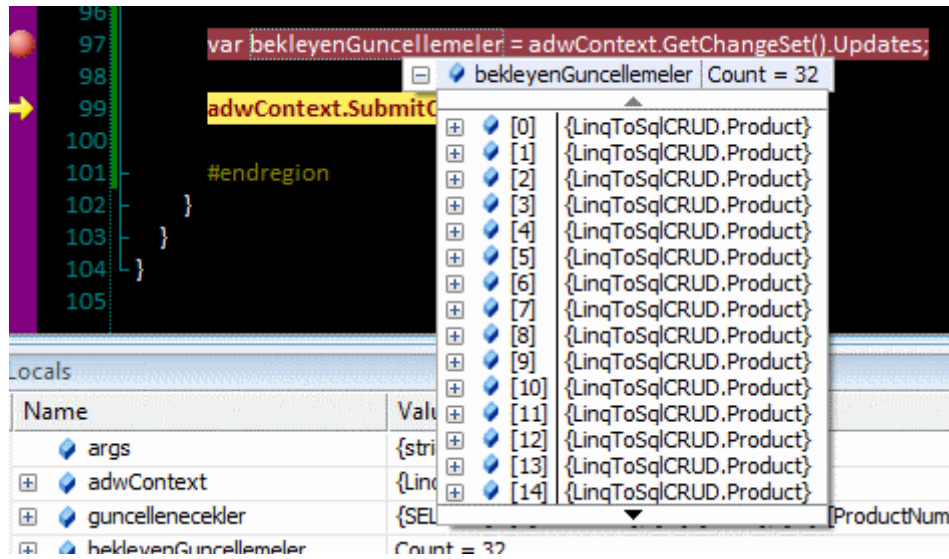 96
97 var bekleyenGuncellemeler = adwContext.GetChangeSet().Updates;
98 bekleyenGuncellemeler Count = 32
99 adwContext.SubmitC
[0] {LinqToSqlCRUD.Product}
100
[1] {LinqToSqlCRUD.Product}
101 #endregion
[2] {LinqToSqlCRUD.Product}
[3] {LinqToSqlCRUD.Product}
102 }
[4] {LinqToSqlCRUD.Product}
103 }
[5] {LinqToSqlCRUD.Product}
104 }
[6] {LinqToSqlCRUD.Product}
105
[7] {LinqToSqlCRUD.Product}
[8] {LinqToSqlCRUD.Product}
[9] {LinqToSqlCRUD.Product}
[10] {LinqToSqlCRUD.Product}
[11] {LinqToSqlCRUD.Product}
[12] {LinqToSqlCRUD.Product}
[13] {LinqToSqlCRUD.Product}
[14] {LinqToSqlCRUD.Product}
Locals
Name Valu
args {stri
adwContext {Linq
guncellenecekler {SEL [ProductNum
bekleyenGuncellemeler Count = 32